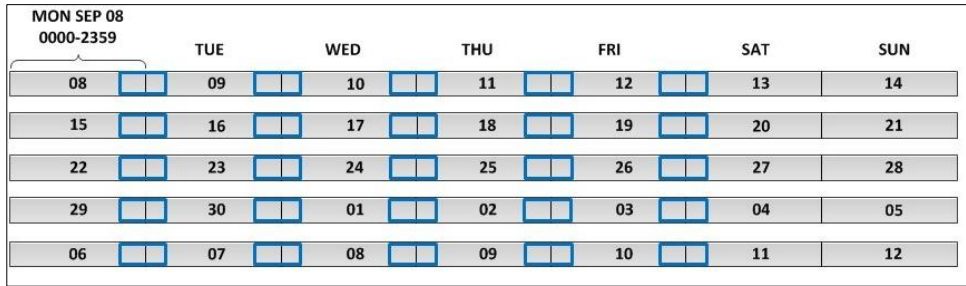 MON SEP 08
0000-2359
TUE WED THU FRI SAT SUN
08 09 10 11 12 13 14
15 16 17 18 19 20 21
22 23 24 25 26 27 28
29 30 01 02 03 04 05
06 07 08 09 10 11 12